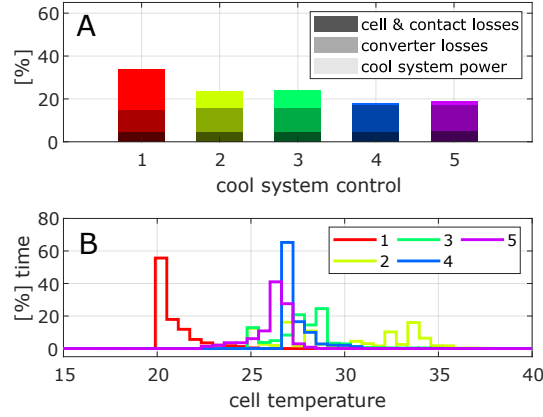 A
[%]
60
40
20
0
cell & contact losses
converter losses
cool system power
1 2 3 4 5
cool system control
B
[%] time
80
60
40
20
0
1 3 5
2 4
15 20 25 30 35 40
cell temperature